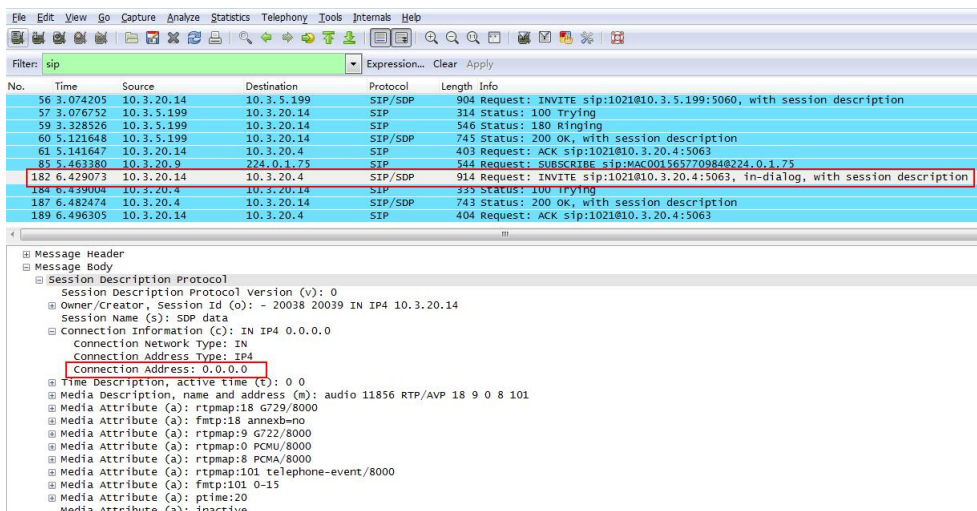 File Edit View Go Capture Analyze Statistics Telephony Tools Internals Help
Filter: sip Expression... Clear Apply
No. Time Source Destination Protocol Length Info
56 3.074205 10.3.20.14 10.3.5.199 SIP/SDP 904 Request: INVITE sip:1021@10.3.5.199:5060, with session description
57 3.076752 10.3.5.199 10.3.20.14 SIP 314 Status: 100 Trying
59 3.328526 10.3.5.199 10.3.20.14 SIP 546 Status: 180 Ringing
60 5.121648 10.3.5.199 10.3.20.14 SIP/SDP 745 Status: 200 OK, with session description
61 5.141647 10.3.20.14 10.3.20.4 SIP 403 Request: ACK sip:1021@10.3.20.4:5063
85 5.463380 10.3.20.9 224.0.1.75 SIP 544 Request: SUBSCRIBE sip:MAC001565770984@224.0.1.75
182 6.429073 10.3.20.14 10.3.20.4 SIP/SDP 914 Request: INVITE sip:1021@10.3.20.4:5063, in-dialog, with session description
184 6.439004 10.3.20.4 10.3.20.14 SIP 335 Status: 100 Trying
187 6.482474 10.3.20.4 10.3.20.14 SIP/SDP 743 Status: 200 OK, with session description
189 6.496305 10.3.20.14 10.3.20.4 SIP 404 Request: ACK sip:1021@10.3.20.4:5063
Message Header
Message Body
Session Description Protocol
Session Description Protocol Version (v): 0
Owner/Creator, Session Id (o): - 20038 20039 IN IP4 10.3.20.14
Session Name (s): SDP data
Connection Information (c): IN IP4 0.0.0.0
Connection Network Type: IN
Connection Address Type: IP4
Connection Address: 0.0.0.0
Time Description, active time (t): 0 0
Media Description, name and address (m): audio 11856 RTP/AVP 18 9 0 8 101
Media Attribute (a): rtpmap:18 G729/8000
Media Attribute (a): fmtp:18 annexb=no
Media Attribute (a): rtpmap:9 G722/8000
Media Attribute (a): rtpmap:0 PCMU/8000
Media Attribute (a): rtpmap:8 PCMA/8000
Media Attribute (a): rtpmap:101 telephone-event/8000
Media Attribute (a): fmtp:101 0-15
Media Attribute (a): ptime:20
Media Attribute (a): inactive